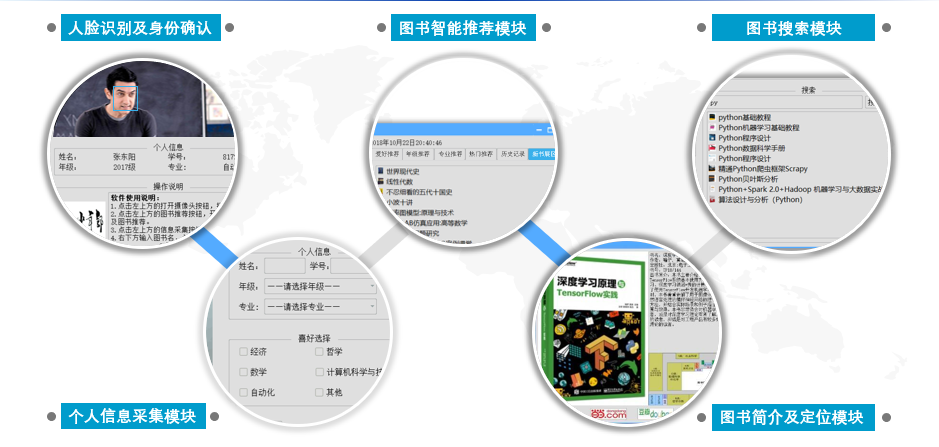 人脸识别及身份确认
图书智能推荐模块
图书搜索模块
个人信息
姓名： 张东阳 学号： 817
年级： 2017级 专业： 自动
操作说明
软件使用说明：
1.点击左上方的打开摄像头按钮，
2.点击左上方的图书推荐按钮，
及图书推荐。
3.点击左上方的信息采集按钮
4.右下方输入图书名，
018年10月22日20:40:46
爱好推荐 年级推荐 专业推荐 热门推荐 历史记录 新书展
世界现代史
线性代数
不忍细看的五代十国史
小波十讲
面模型:原理与技术
AB仿真应用:高等数学
研究
搜索
py
python基础教程
Python机器学习基础教程
Python程序设计
Python数据科学手册
Python程序设计
精通Python爬虫框架Scrapy
Python贝叶斯分析
Python+Spark 2.0+Hadoop 机器学习与大数据实战
算法设计与分析（Python）
个人信息
姓名： 学号：
年级： ——请选择年级——
专业： ——请选择专业——
喜好选择
经济 哲学
数学 计算机科学与技
自动化 其他
深度学习原理与
TensorFlow实践
当当.com
豆瓣douba
个人信息采集模块
图书简介及定位模块